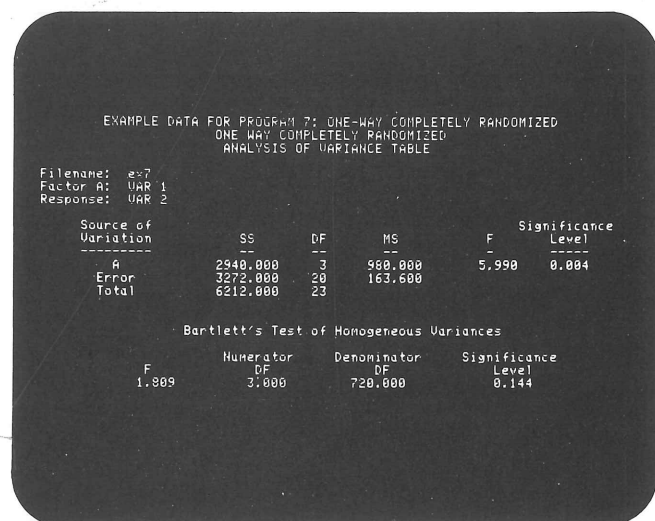 EXAMPLE DATA FOR PROGRAM 7: ONE-WAY COMPLETELY RANDOMIZED
ONE WAY COMPLETELY RANDOMIZED
ANALYSIS OF VARIANCE TABLE
Filename: ex7
Factor A: VAR 1
Response: VAR 2
Source of Significance
Variation SS DF MS F Level
--------- -- -- -- -- -----
A 2940.000 3 980.000 5.990 0.004
Error 3272.000 20 163.600
Total 6212.000 23
Bartlett's Test of Homogeneous Variances
Numerator Denominator Significance
F DF DF Level
1.809 3.000 720.000 0.144